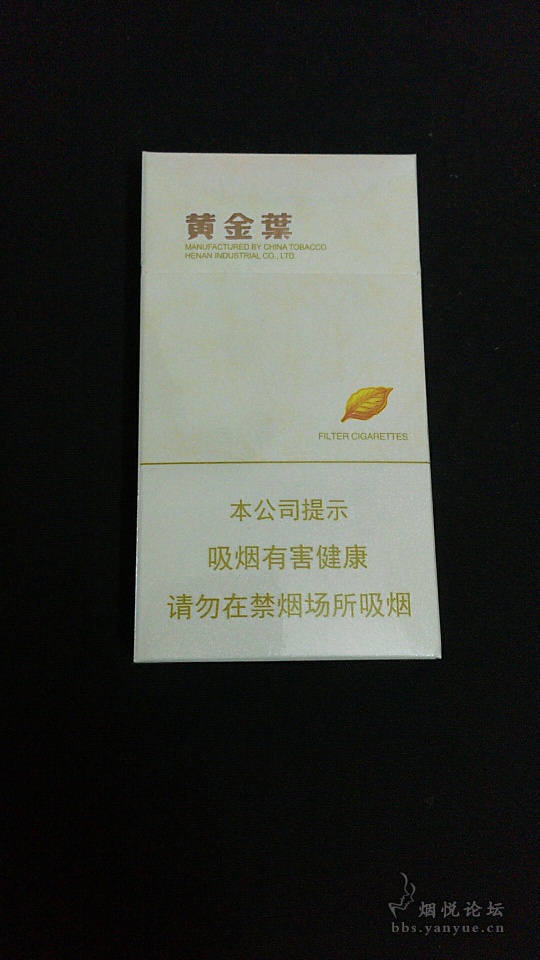 黄金葉
MANUFACTURED BY CHINA TOBACCO
HENAN INDUSTRIAL CO., LTD.
FILTER CIGARETTES
本公司提示
吸烟有害健康
请勿在禁烟场所吸烟
烟悦论坛
bbs.yanyue.cn